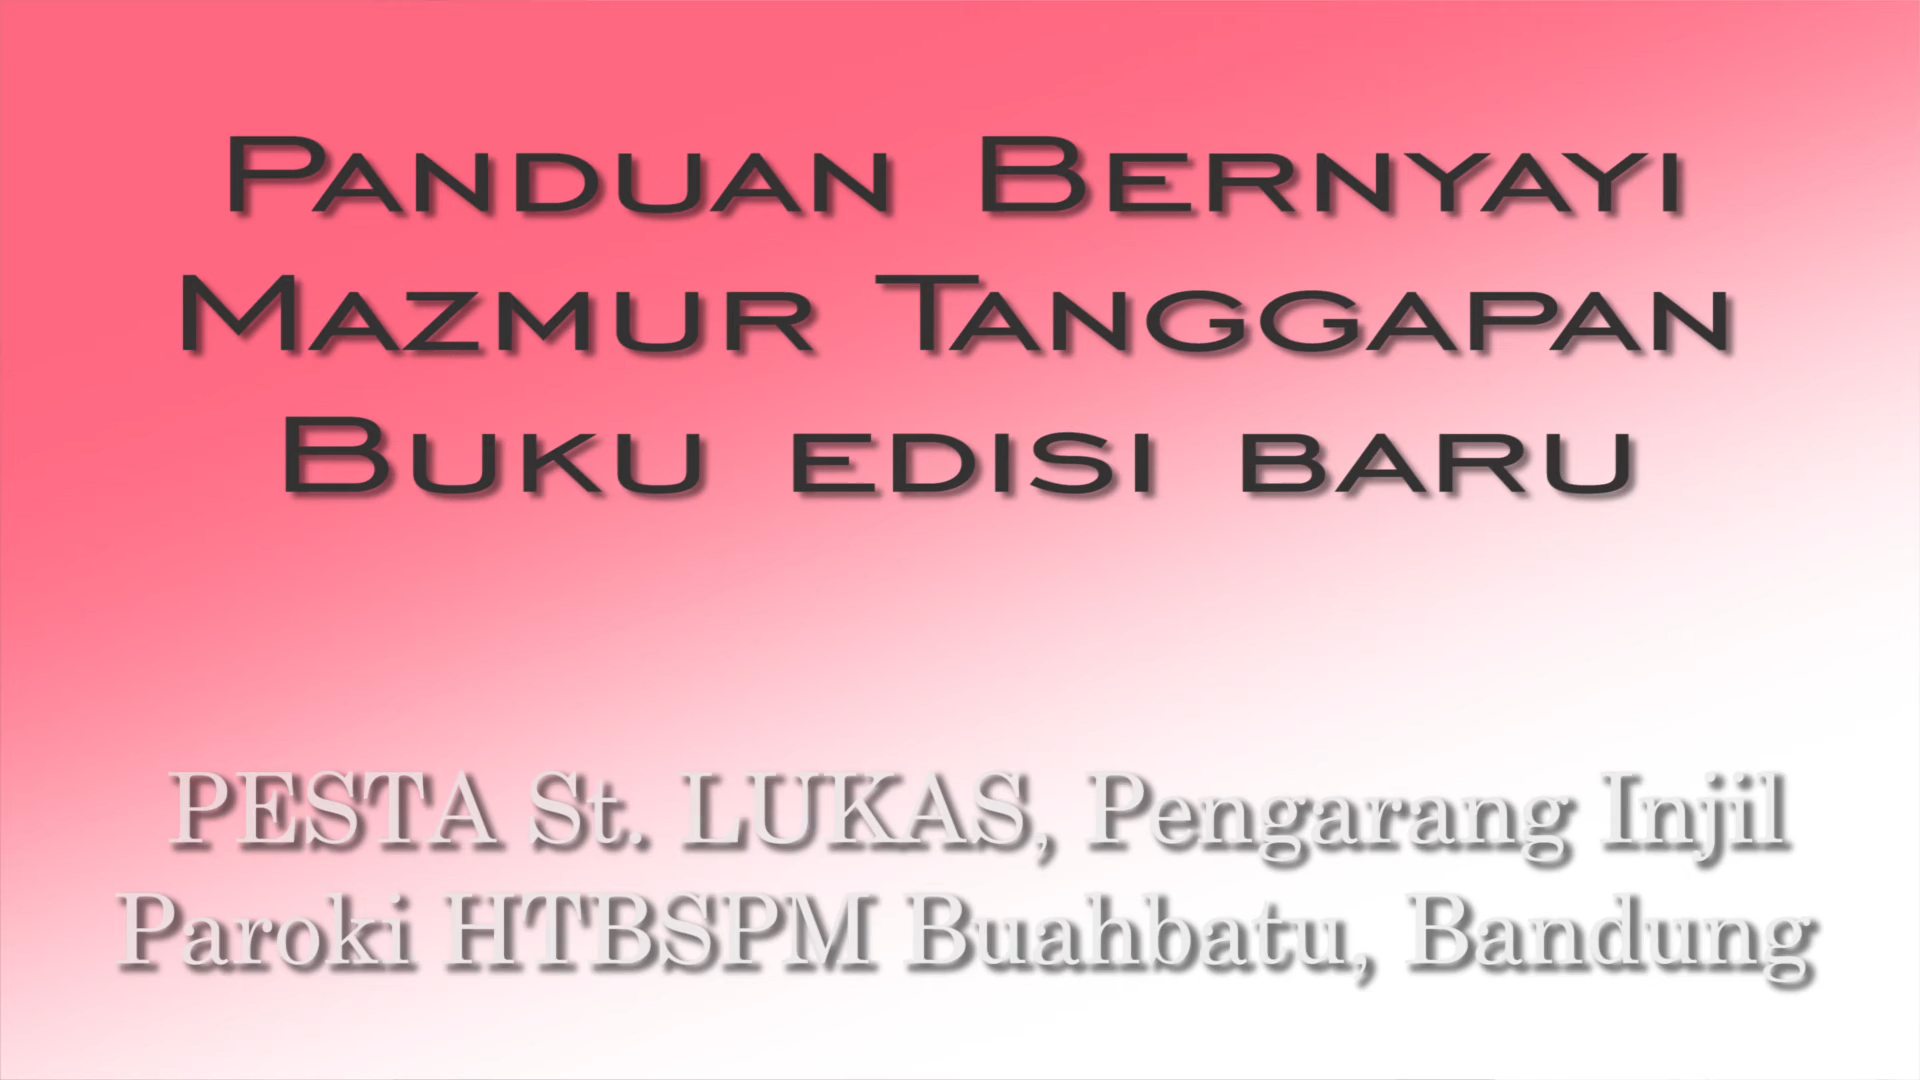 Panduan Bernyayi
Mazmur Tanggapan
Buku edisi baru
PESTA St. LUKAS, Pengarang Injil
Paroki HTBSPM Buahbatu, Bandung